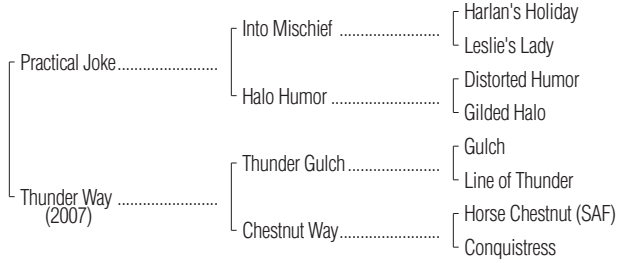 Harlan's Holiday
Into Mischief ....................
Leslie's Lady
Practical Joke........................
Distorted Humor
Halo Humor ......................
Gilded Halo
Gulch
Thunder Gulch...................
Line of Thunder
Thunder Way ........................
(2007)
Horse Chestnut (SAF)
Chestnut Way....................
Conquistress